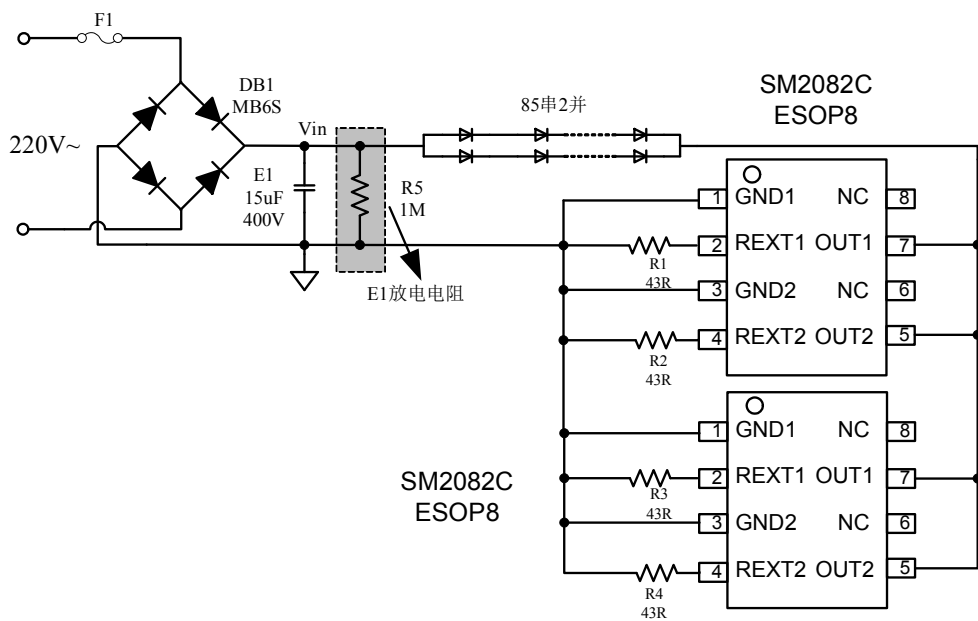 F1
DB1
MB6S
220V~
Vin
E1
15uF
400V
R5
1M
E1放电电阻
85串2并
SM2082C
ESOP8
1 GND1 NC 8
2 REXT1 OUT1 7
3 GND2 NC 6
4 REXT2 OUT2 5
R1
43R
R2
43R
SM2082C
ESOP8
1 GND1 NC 8
2 REXT1 OUT1 7
3 GND2 NC 6
4 REXT2 OUT2 5
R3
43R
R4
43R